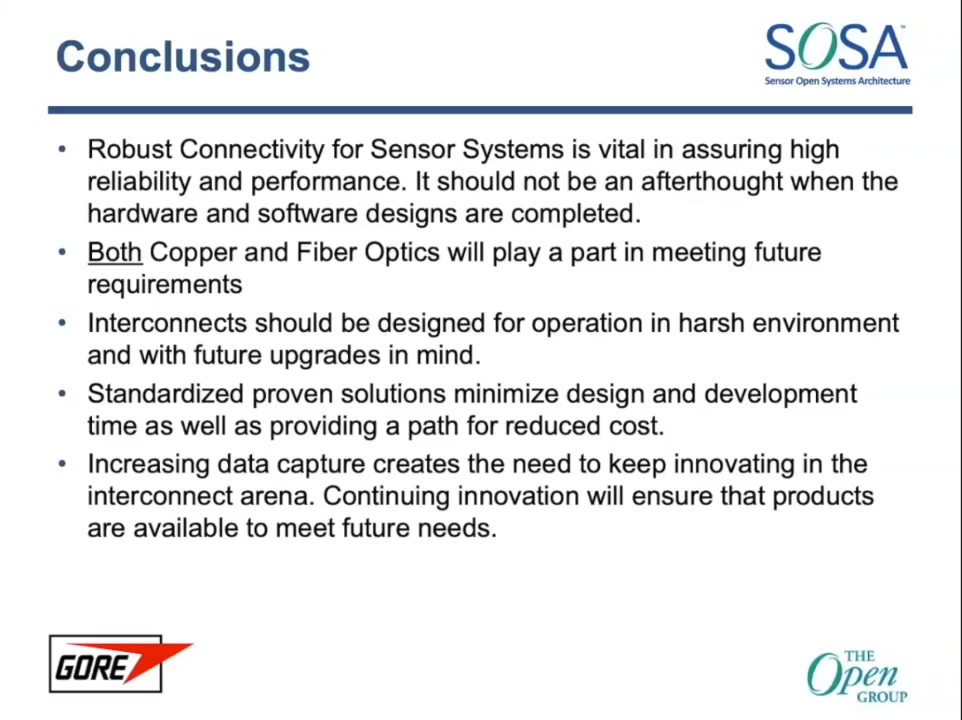 Conclusions
SOSA™
Sensor Open Systems Architecture
• Robust Connectivity for Sensor Systems is vital in assuring high
reliability and performance. It should not be an afterthought when the
hardware and software designs are completed.
• Both Copper and Fiber Optics will play a part in meeting future
requirements
• Interconnects should be designed for operation in harsh environment
and with future upgrades in mind.
• Standardized proven solutions minimize design and development
time as well as providing a path for reduced cost.
• Increasing data capture creates the need to keep innovating in the
interconnect arena. Continuing innovation will ensure that products
are available to meet future needs.
GORE
THE
Open
GROUP